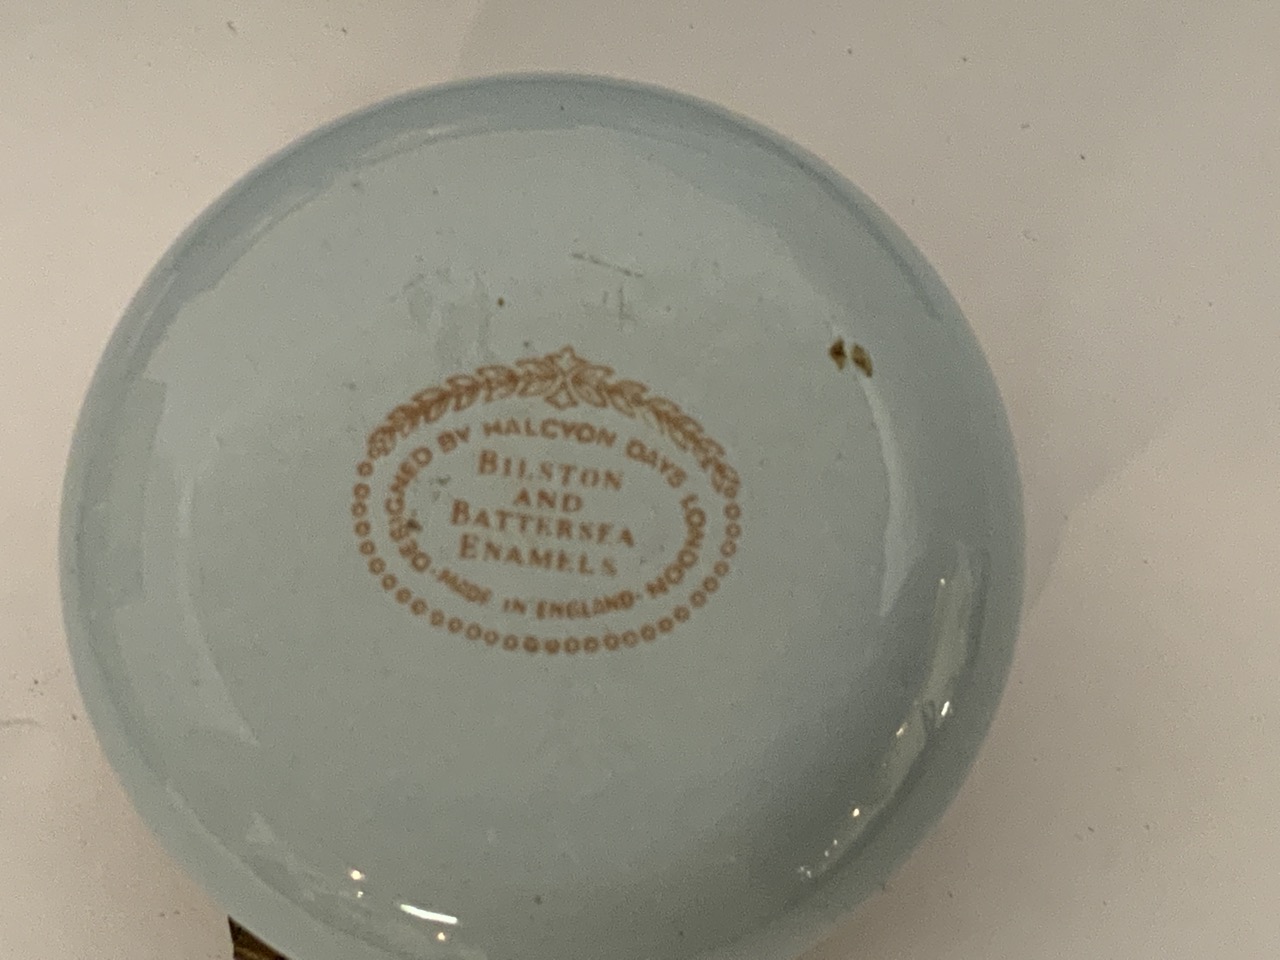 DESIGNED BY HALCYON DAYS LONDON
BILSTON
AND
BATTERSEA
ENAMELS
· MADE IN ENGLAND ·